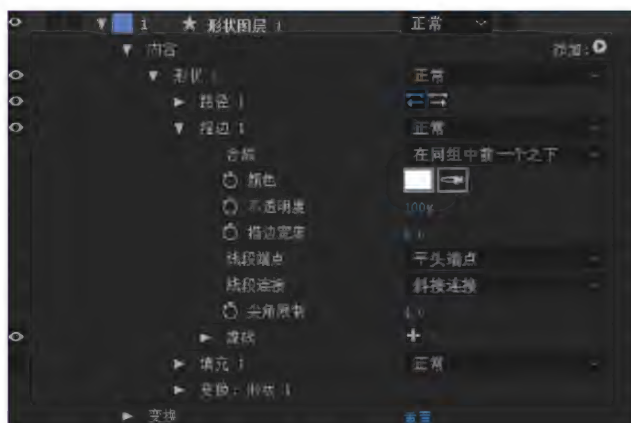 1 ★ 形状图层 1 正常
内容 添加:
形状 1 正常
路径 1
描边 1 正常
合成 在同组中前一个之下
颜色
不透明度 100%
描边宽度
线段端点 平头端点
线段连接 斜接连接
尖角限制
虚线 +
填充 1 正常
变换:形状 1
变换 重置